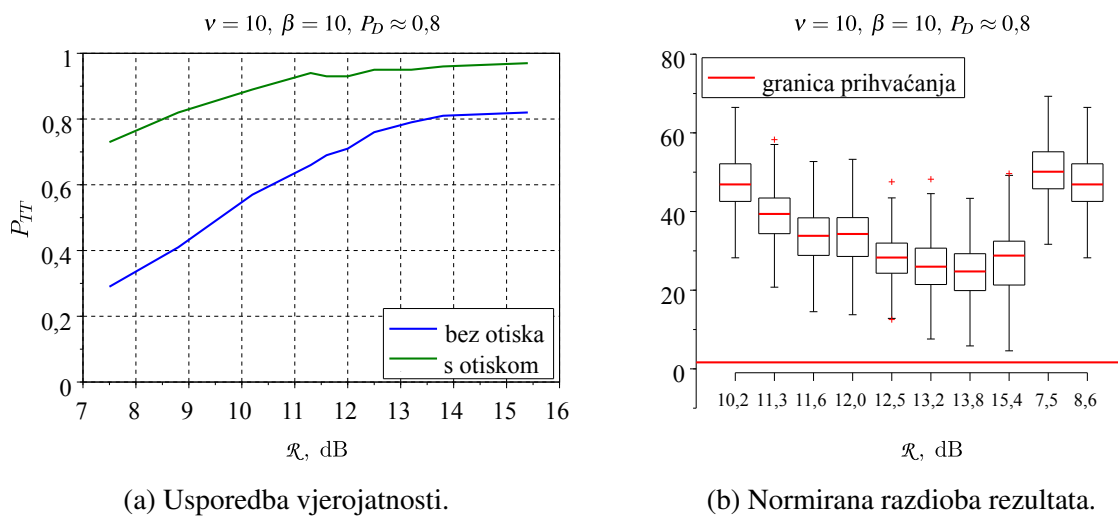 ν = 10, β = 10, P_D ≈ 0,8
1
0,8
0,6
0,4
0,2
0
P_TT
bez otiska
s otiskom
7 8 9 10 11 12 13 14 15 16
ℛ, dB
(a) Usporedba vjerojatnosti.
ν = 10, β = 10, P_D ≈ 0,8
80
60
40
20
0
granica prihvaćanja
10,2 11,3 11,6 12,0 12,5 13,2 13,8 15,4 7,5 8,6
ℛ, dB
(b) Normirana razdioba rezultata.